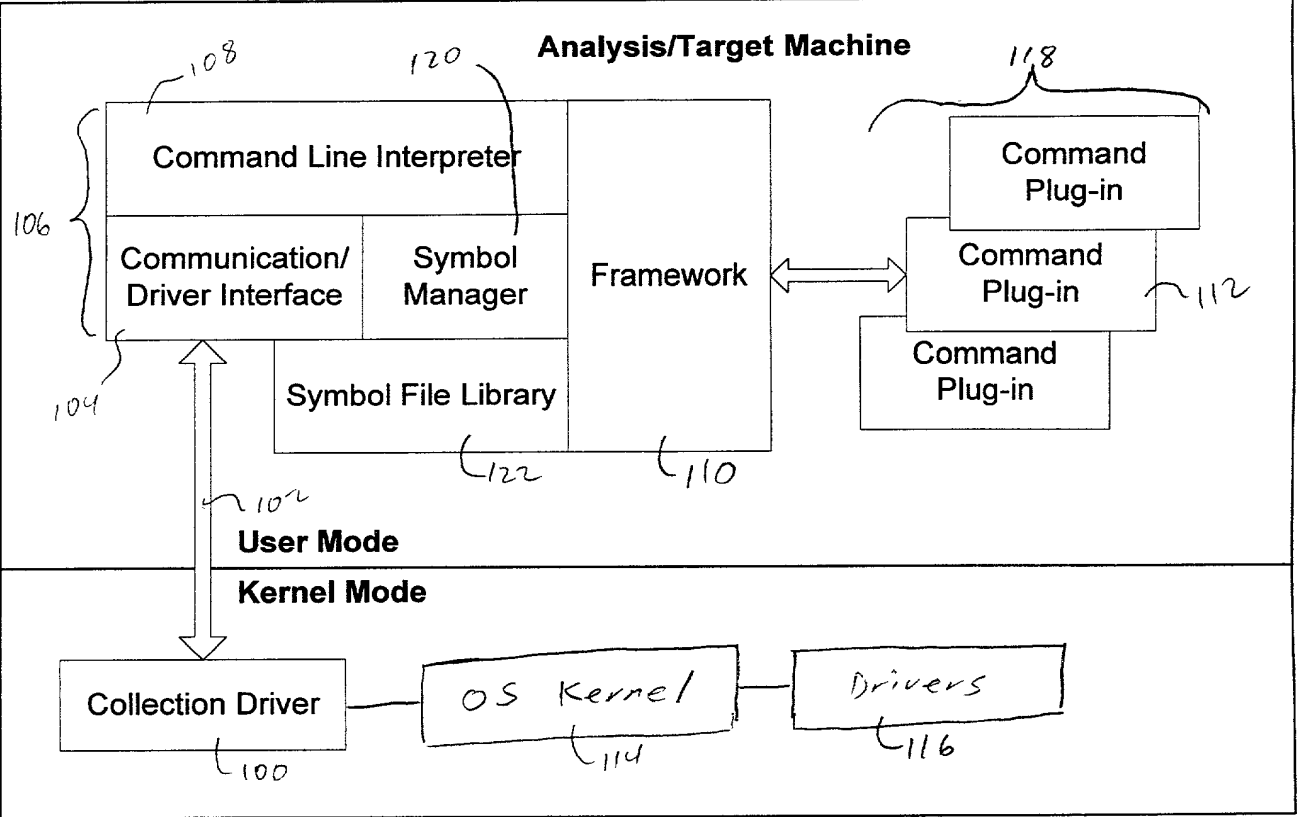 Analysis/Target Machine
108
120
118
Command Line Interpreter
Command
Plug-in
106
Communication/
Driver Interface
Symbol
Manager
Framework
Command
Plug-in
112
Command
Plug-in
104
Symbol File Library
122
110
102
User Mode
Kernel Mode
Collection Driver
OS Kernel
Drivers
100
114
116